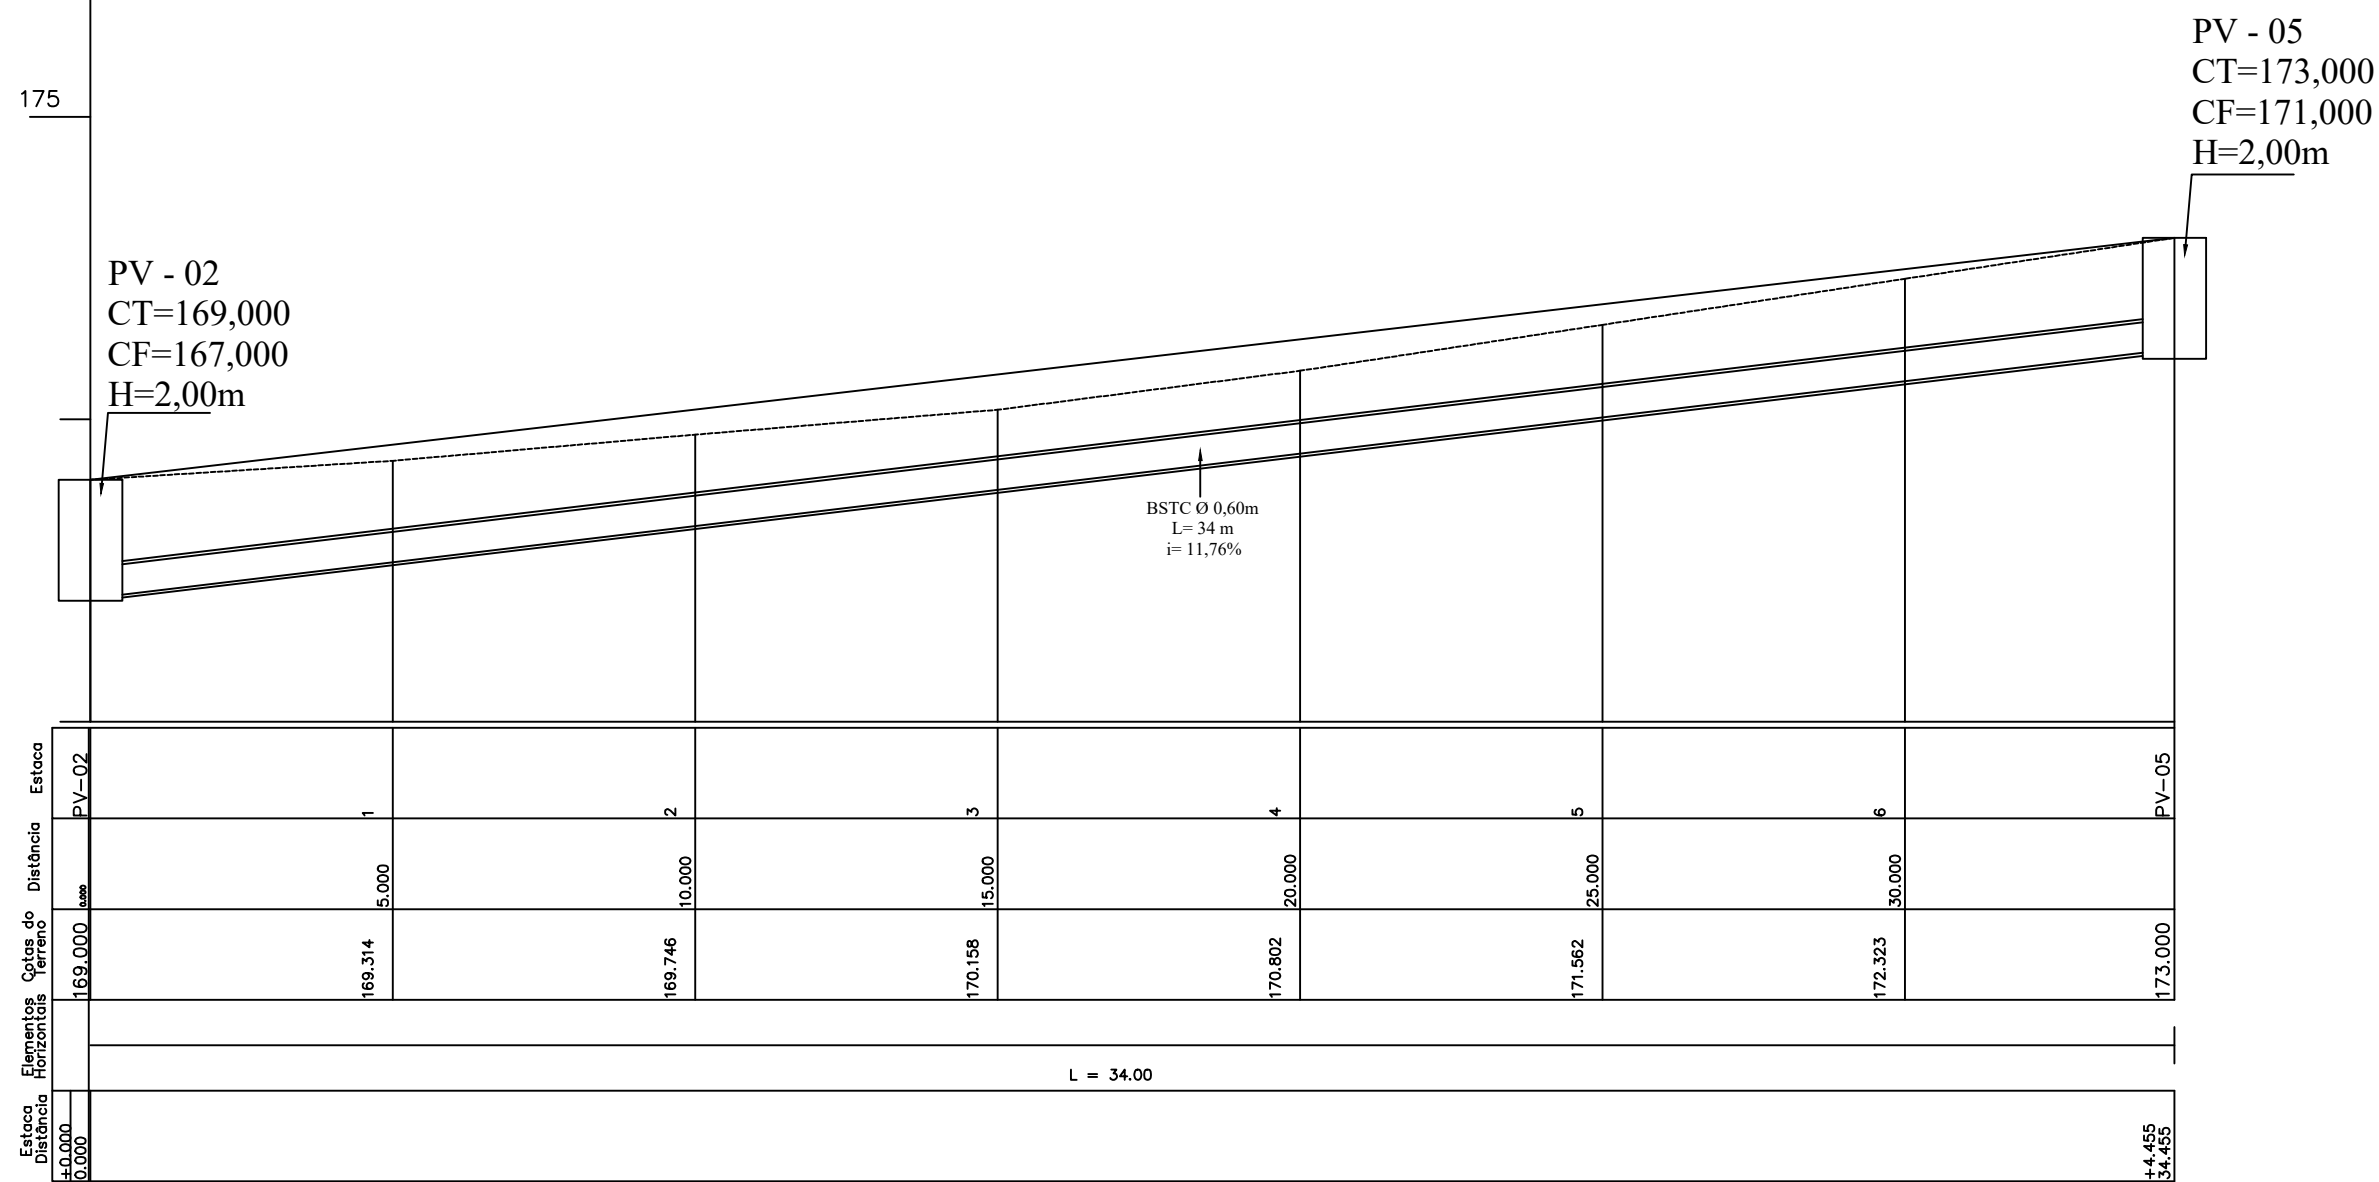 PV - 05
CT=173,000
CF=171,000
H=2,00m
175
PV - 02
CT=169,000
CF=167,000
H=2,00m
BSTC Ø 0,60m
L= 34 m
i= 11,76%
Estaca
PV-02
1
2
3
4
5
6
PV-05
Distância
5.000
10.000
15.000
20.000
25.000
30.000
Cotas do
Terreno
169.000
169.314
169.746
170.158
170.802
171.562
172.323
173.000
Elementos
Horizontais
L = 34.00
Estaca
Distância
+0.000
0.000
+4.455
34.455